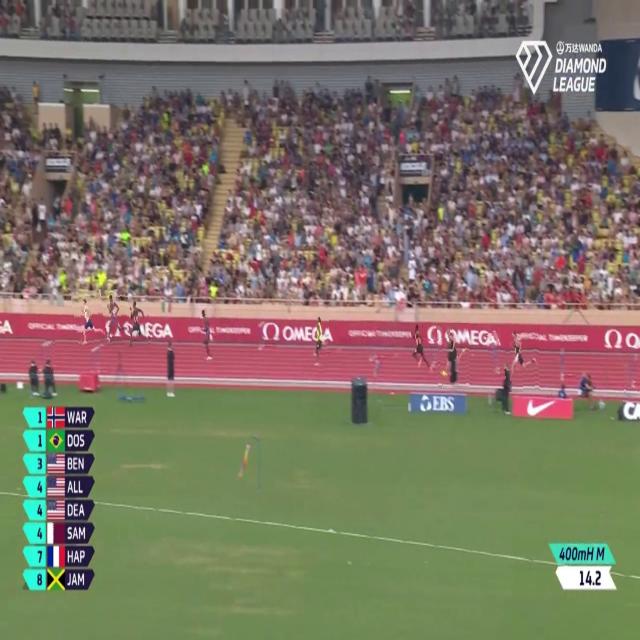 万达WANDA
DIAMOND
LEAGUE
GA
OFFICIAL TIMEKEEPER
OMEGA
OFFICIAL TIMEKEEPER
OMEGA
OFFICIAL TIMEKEEPER
OMEGA
EBS
1 WAR
1 DOS
3 BEN
4 ALL
4 DEA
4 SAM
7 HAP
8 JAM
400mH M
14.2